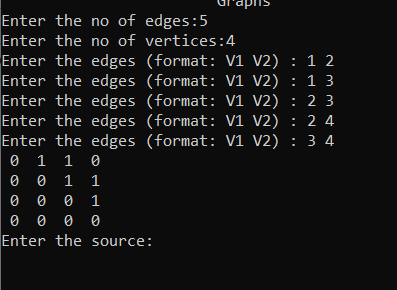 Graphs
Enter the no of edges:5
Enter the no of vertices:4
Enter the edges (format: V1 V2) : 1 2
Enter the edges (format: V1 V2) : 1 3
Enter the edges (format: V1 V2) : 2 3
Enter the edges (format: V1 V2) : 2 4
Enter the edges (format: V1 V2) : 3 4
0 1 1 0
0 0 1 1
0 0 0 1
0 0 0 0
Enter the source: